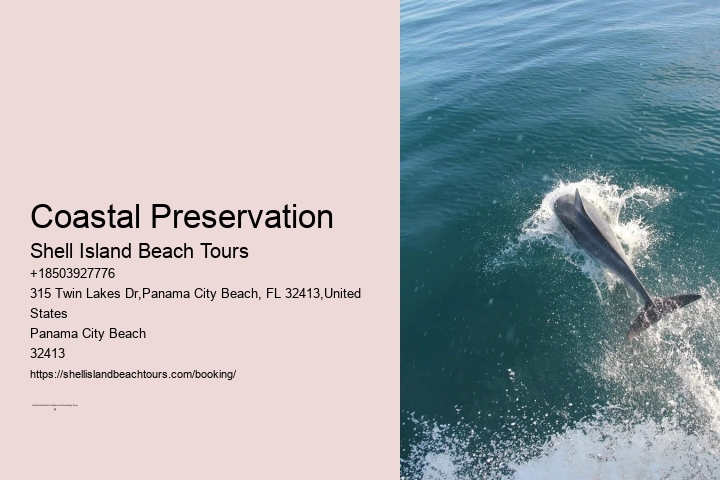 Coastal Preservation
Shell Island Beach Tours
+18503927776
315 Twin Lakes Dr,Panama City Beach, FL 32413,United
States
Panama City Beach
32413
https://shellislandbeachtours.com/booking/